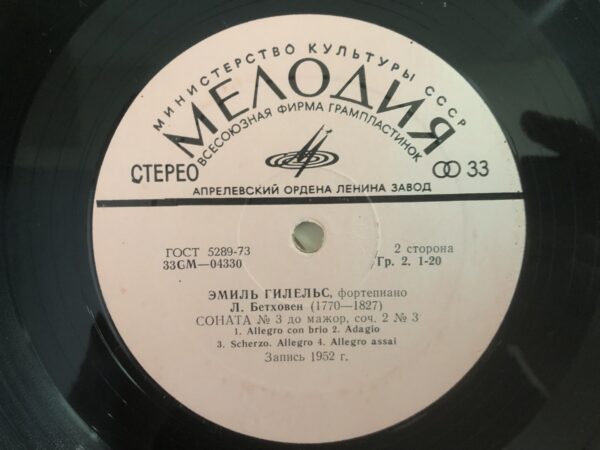 МИНИСТЕРСТВО КУЛЬТУРЫ СССР
МЕЛОДИЯ
ВСЕСОЮЗНАЯ ФИРМА ГРАМПЛАСТИНОК
СТЕРЕО
33
АПРЕЛЕВСКИЙ ОРДЕНА ЛЕНИНА ЗАВОД
ГОСТ 5289-73
2 сторона
33СМ—04330
Гр. 2. 1-20
ЭМИЛЬ ГИЛЕЛЬС, фортепиано
Л. Бетховен (1770—1827)
СОНАТА № 3 до мажор, соч. 2 № 3
1. Allegro con brio 2. Adagio
3. Scherzo. Allegro 4. Allegro assai
Запись 1952 г.